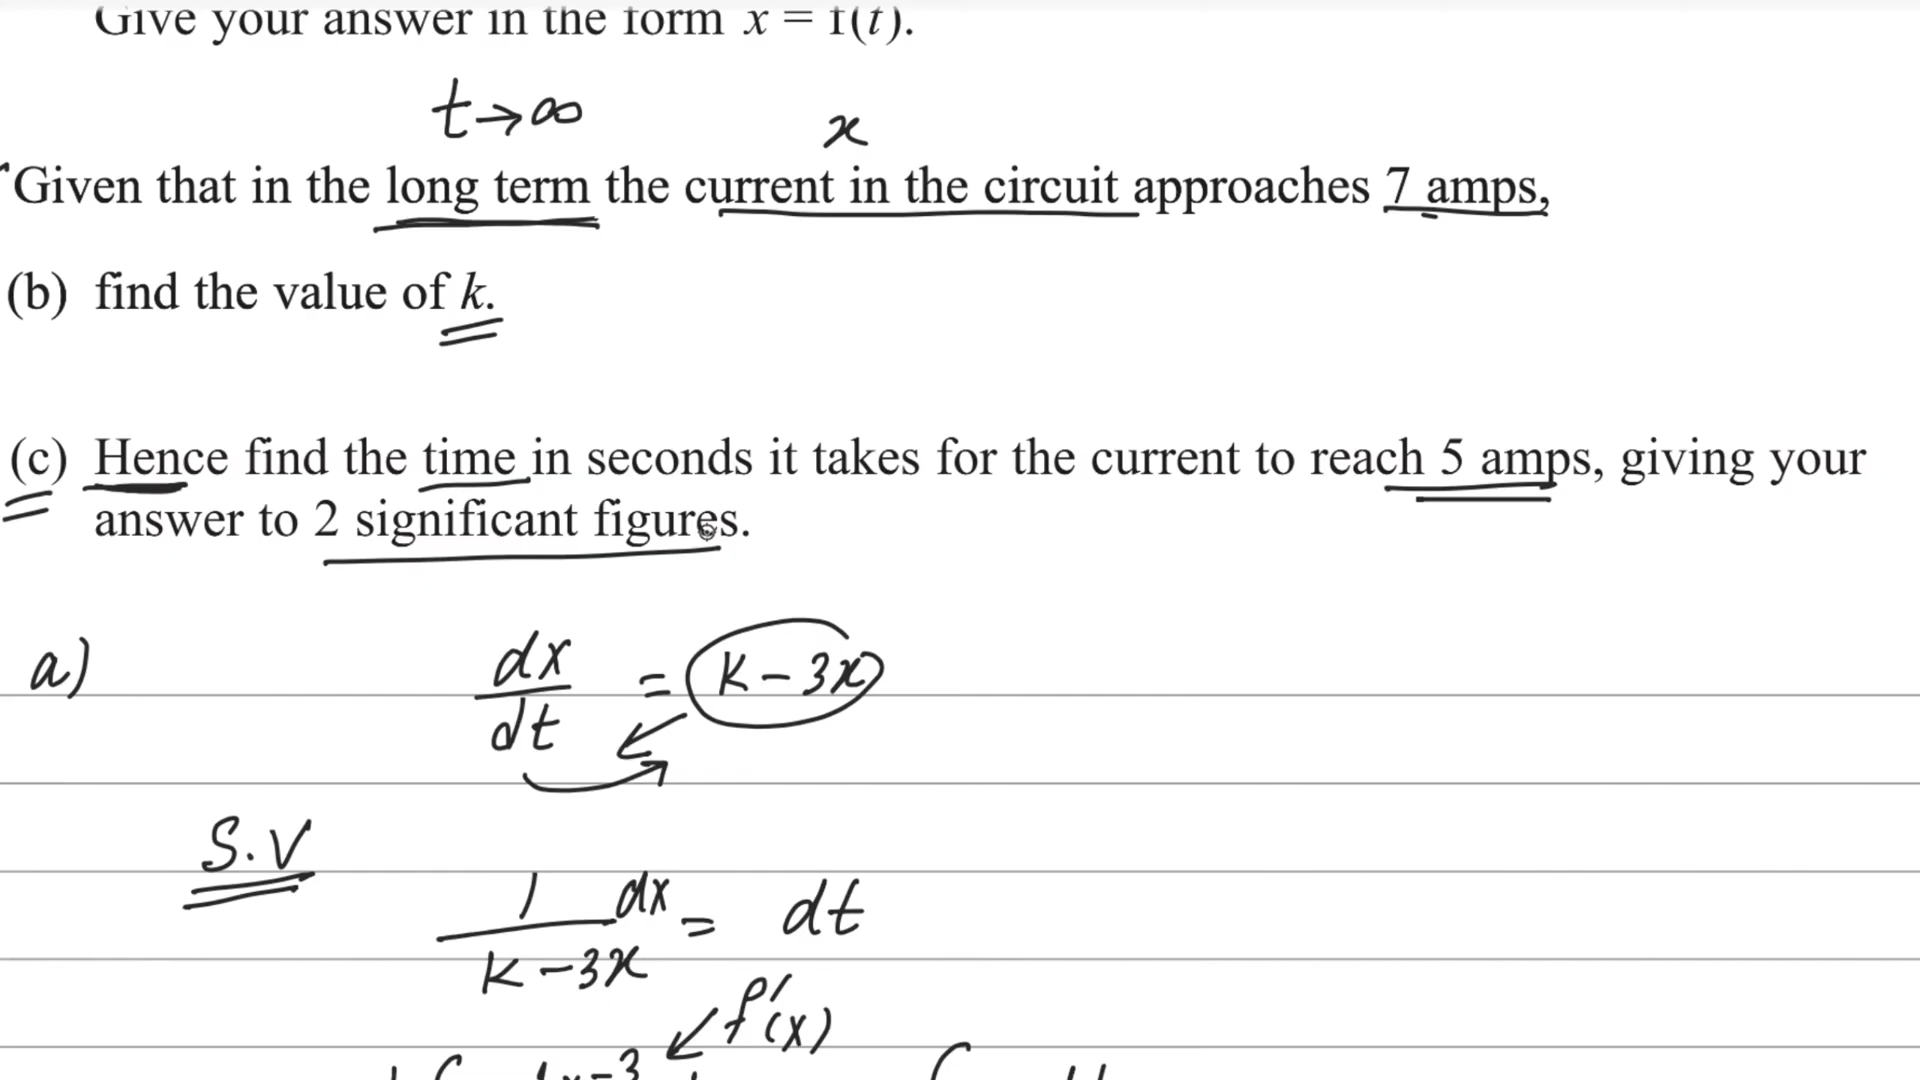 Give your answer in the form x = f(t).
t→∞
x
Given that in the long term the current in the circuit approaches 7 amps,
(b) find the value of k.
(c) Hence find the time in seconds it takes for the current to reach 5 amps, giving your
answer to 2 significant figures.
a) dx/dt = k - 3x
S.V
1/(k - 3x) dx = dt
f'(x)